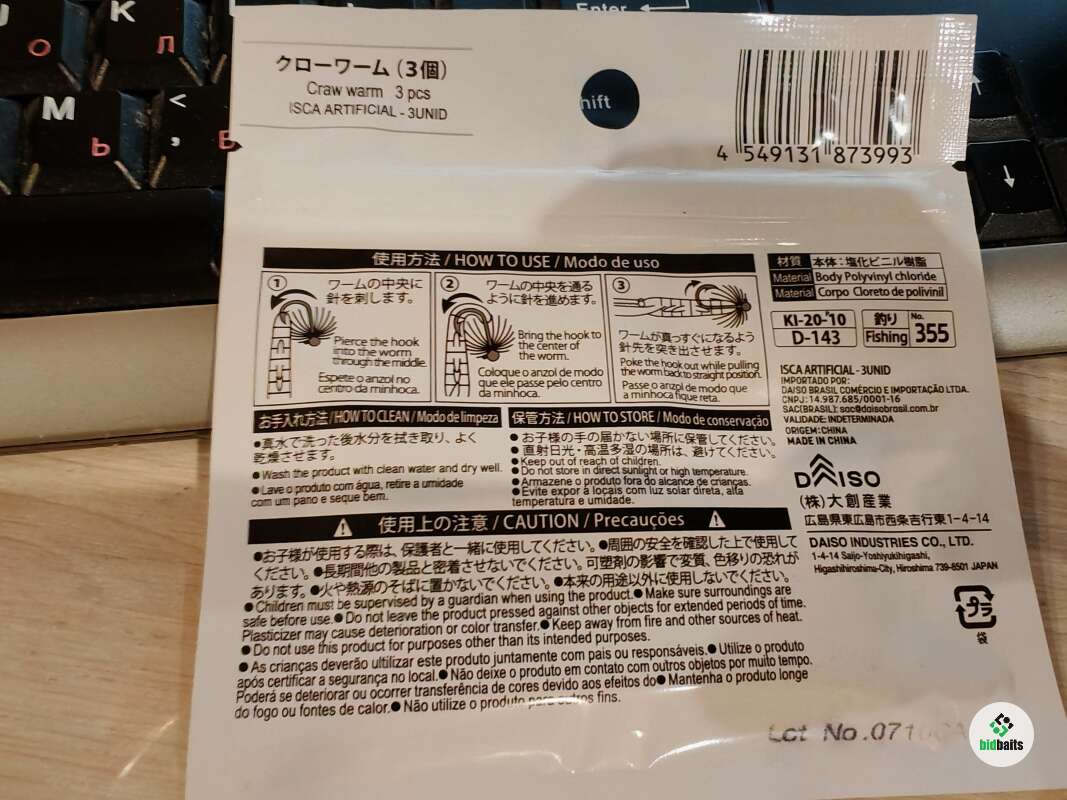 Enter
К
О
Л
М
Ь
<
,
hift
クローワーム (3個)
Craw warm 3 pcs
ISCA ARTIFICIAL - 3UNID
4 549131 873993
使用方法 / HOW TO USE / Modo de uso
① ワームの中央に
針を刺します。
Pierce the hook
into the worm
through the middle.
Espete o anzol no
centro da minhoca.
② ワームの中央を通る
ように針を進めます。
Bring the hook to
the center of
the worm.
Coloque o anzol de modo
que ele passe pelo centro
da minhoca.
③
ワームが真っすぐになるよう
針先を突き出させます。
Poke the hook out while pulling
the worm back to straight position.
Passe o anzol de modo que
a minhoca fique reta.
材質 本体:塩化ビニル樹脂
Material Body Polyvinyl chloride
Material Corpo Cloreto de polivinil
KI-20-'10
D-143
釣り
Fishing
No.
355
ISCA ARTIFICIAL - 3UNID
IMPORTADO POR:
DAISO BRASIL COMÉRCIO E IMPORTAÇÃO LTDA.
CNPJ: 14.987.685/0001-16
SAC(BRASIL): sac@daisobrasil.com.br
VALIDADE: INDETERMINADA
ORIGEM: CHINA
MADE IN CHINA
DAISO
(株)大創産業
広島県東広島市西条吉行東1-4-14
DAISO INDUSTRIES CO., LTD.
1-4-14 Saijo-Yoshiyukihigashi,
Higashihiroshima-City, Hiroshima 739-8501 JAPAN
プラ
袋
お手入れ方法 / HOW TO CLEAN / Modo de limpeza
●真水で洗った後水分を拭き取り、よく
乾燥させます。
● Wash the product with clean water and dry well.
● Lave o produto com água, retire a umidade
com um pano e seque bem.
保管方法 / HOW TO STORE / Modo de conservação
● お子様の手の届かない場所に保管してください。
● 直射日光・高温多湿の場所は、避けてください。
● Keep out of reach of children.
● Do not store in direct sunlight or high temperature.
● Armazene o produto fora do alcance de crianças.
● Evite expor à locais com luz solar direta, alta
temperatura e umidade.
使用上の注意 / CAUTION / Precauções
●お子様が使用する際は、保護者と一緒に使用してください。●周囲の安全を確認した上で使用して
ください。●長期間他の製品と密着させないでください。可塑剤の影響で変質、色移りの恐れが
あります。●火や熱源のそばに置かないでください。●本来の用途以外に使用しないでください。
● Children must be supervised by a guardian when using the product.● Make sure surroundings are
safe before use.● Do not leave the product pressed against other objects for extended periods of time.
Plasticizer may cause deterioration or color transfer.● Keep away from fire and other sources of heat.
● Do not use this product for purposes other than its intended purposes.
● As crianças deverão ultilizar este produto juntamente com pais ou responsáveis.● Utilize o produto
após certificar a segurança no local.● Não deixe o produto em contato com outros objetos por muito tempo.
Poderá se deteriorar ou ocorrer transferência de cores devido aos efeitos do● Mantenha o produto longe
do fogo ou fontes de calor.● Não utilize o produto para outros fins.
Lot No.071
bidbaits